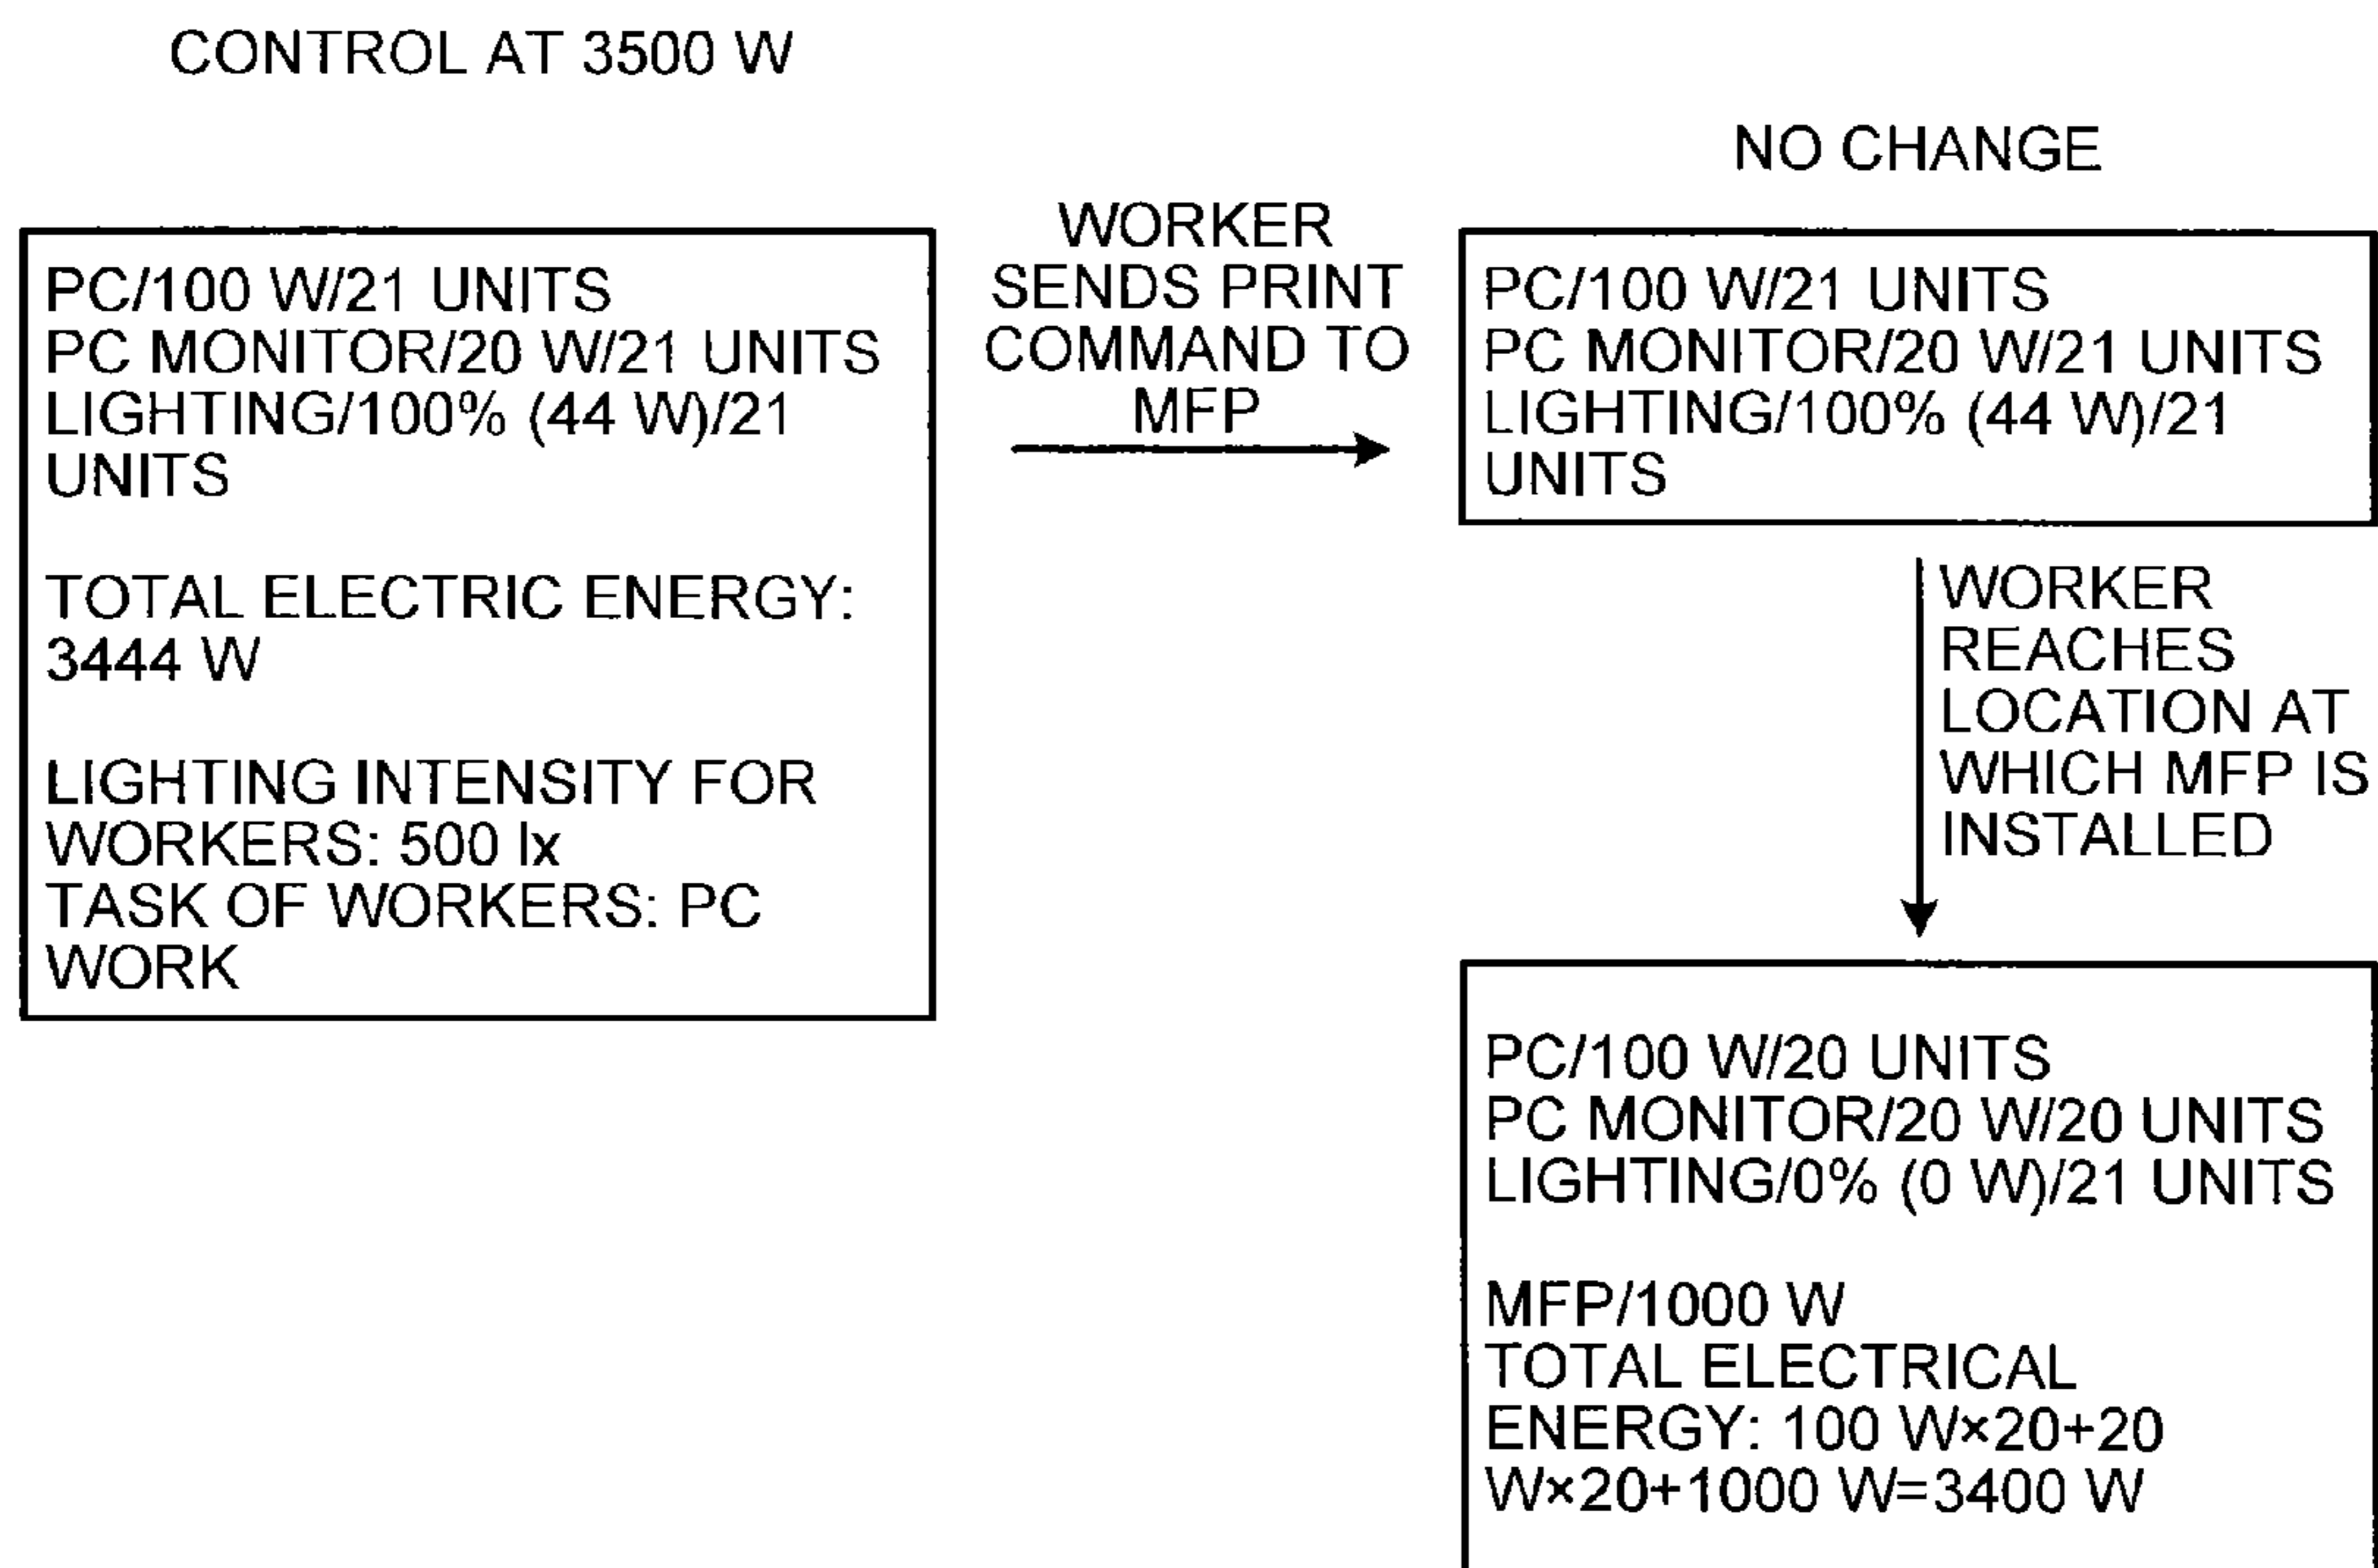 CONTROL AT 3500 W
PC/100 W/21 UNITS
PC MONITOR/20 W/21 UNITS
LIGHTING/100% (44 W)/21
UNITS
TOTAL ELECTRIC ENERGY:
3444 W
LIGHTING INTENSITY FOR
WORKERS: 500 lx
TASK OF WORKERS: PC
WORK
WORKER
SENDS PRINT
COMMAND TO
MFP
NO CHANGE
PC/100 W/21 UNITS
PC MONITOR/20 W/21 UNITS
LIGHTING/100% (44 W)/21
UNITS
WORKER
REACHES
LOCATION AT
WHICH MFP IS
INSTALLED
PC/100 W/20 UNITS
PC MONITOR/20 W/20 UNITS
LIGHTING/0% (0 W)/21 UNITS
MFP/1000 W
TOTAL ELECTRICAL
ENERGY: 100 W×20+20
W×20+1000 W=3400 W